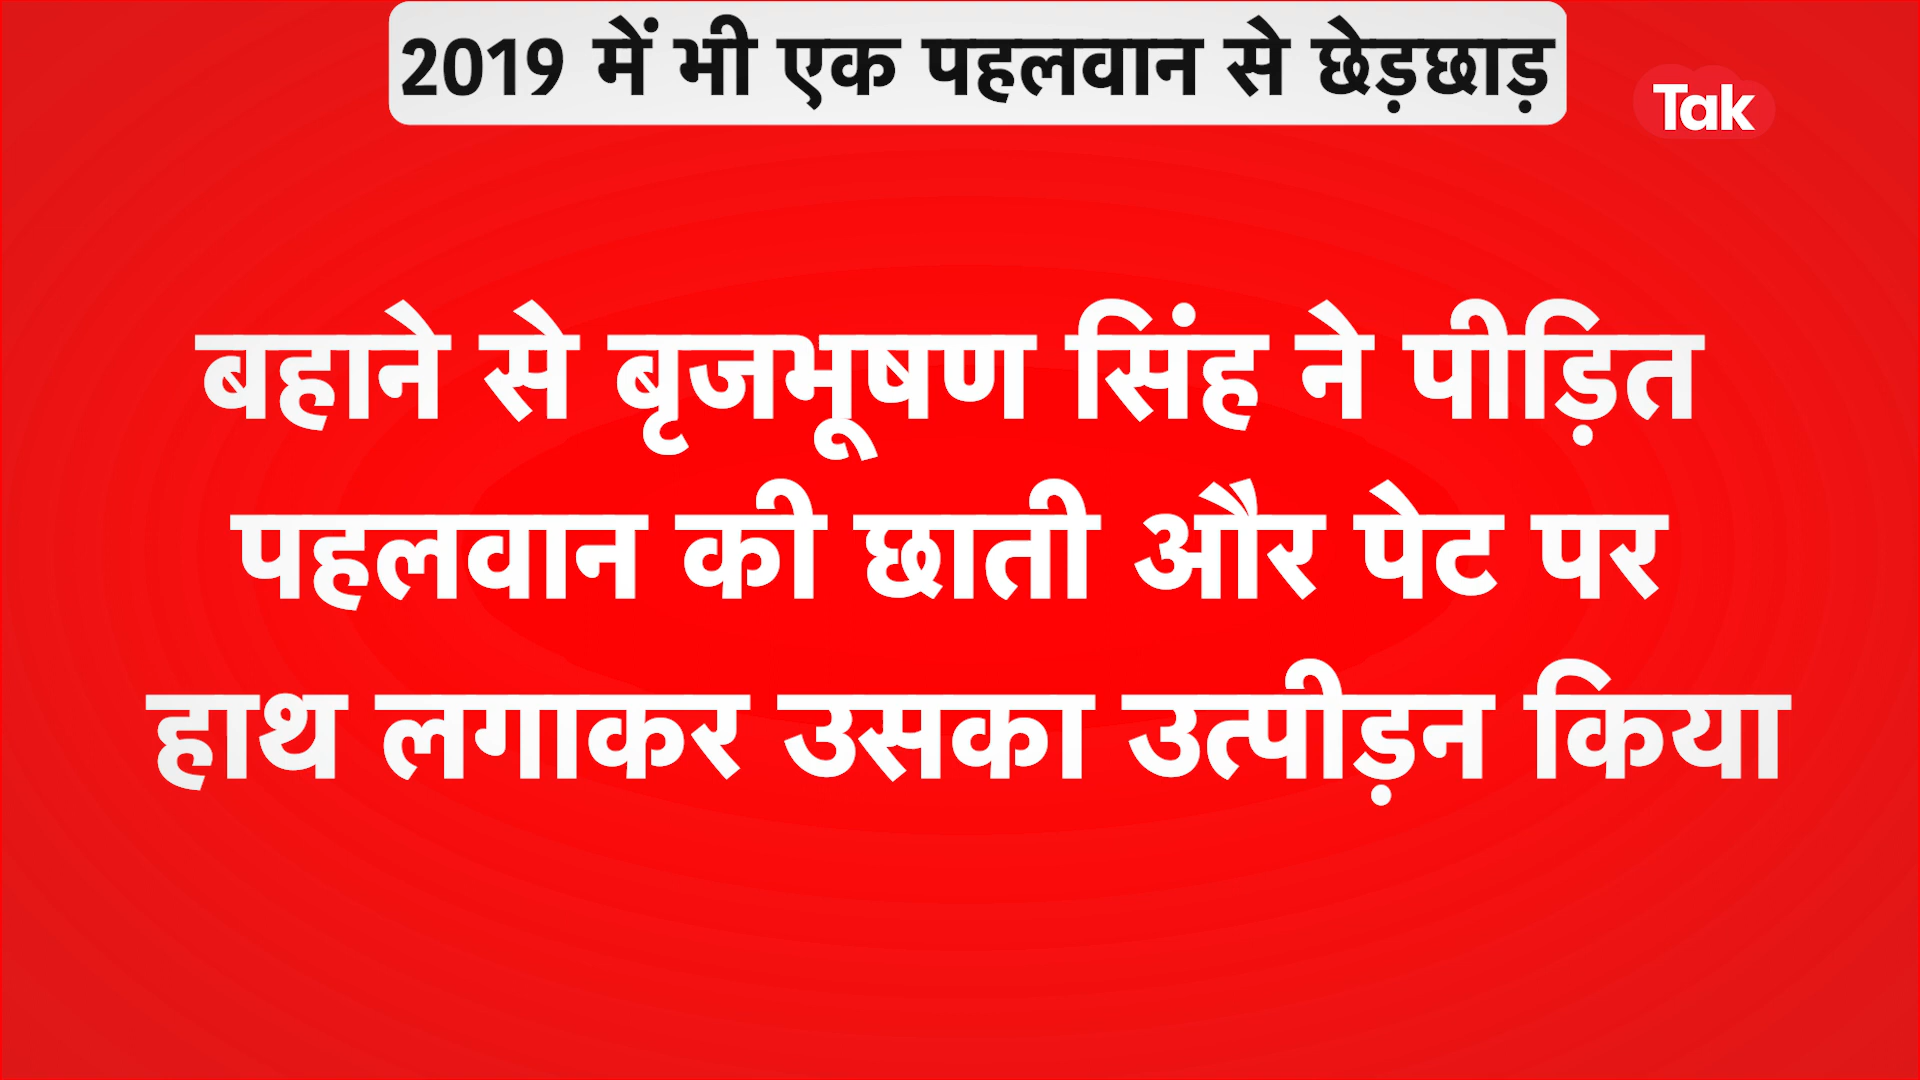 2019 में भी एक पहलवान से छेड़छाड़
Tak
बहाने से बृजभूषण सिंह ने पीड़ित
पहलवान की छाती और पेट पर
हाथ लगाकर उसका उत्पीड़न किया